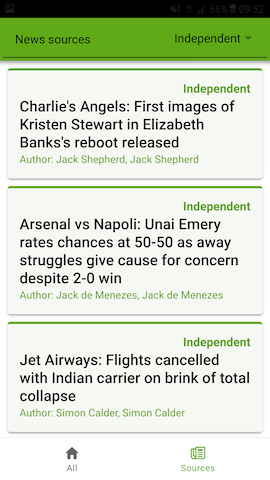 66% 09:52
News sources Independent
Independent
Charlie's Angels: First images of
Kristen Stewart in Elizabeth
Banks's reboot released
Author: Jack Shepherd, Jack Shepherd
Independent
Arsenal vs Napoli: Unai Emery
rates chances at 50-50 as away
struggles give cause for concern
despite 2-0 win
Author: Jack de Menezes, Jack de Menezes
Independent
Jet Airways: Flights cancelled
with Indian carrier on brink of total
collapse
Author: Simon Calder, Simon Calder
All Sources